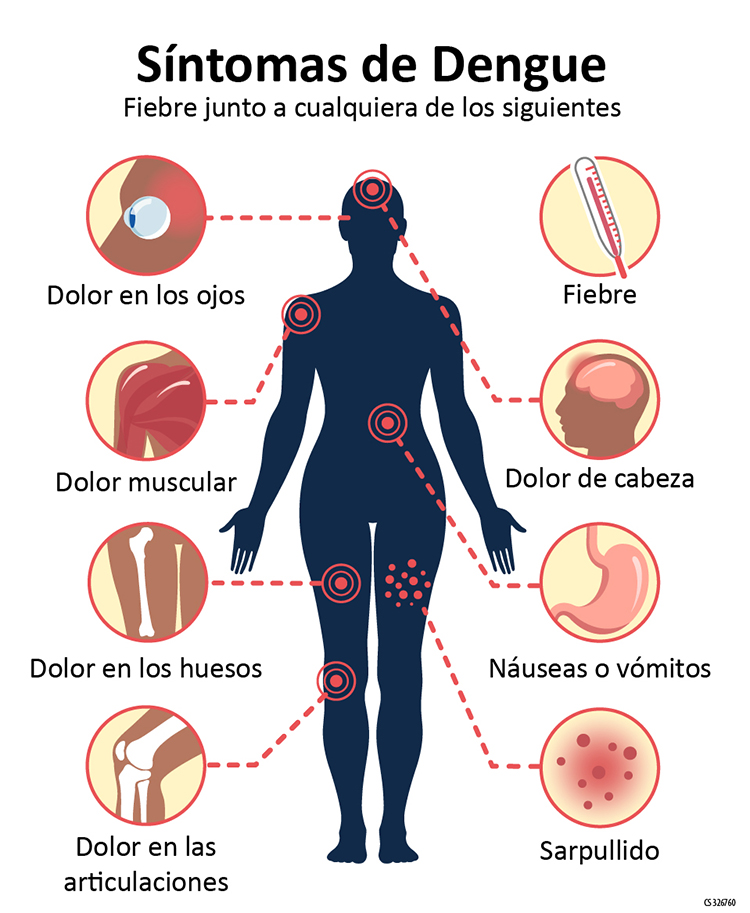 Síntomas de Dengue
Fiebre junto a cualquiera de los siguientes
Dolor en los ojos
Fiebre
Dolor muscular
Dolor de cabeza
Dolor en los huesos
Náuseas o vómitos
Dolor en las
articulaciones
Sarpullido
CS 326760